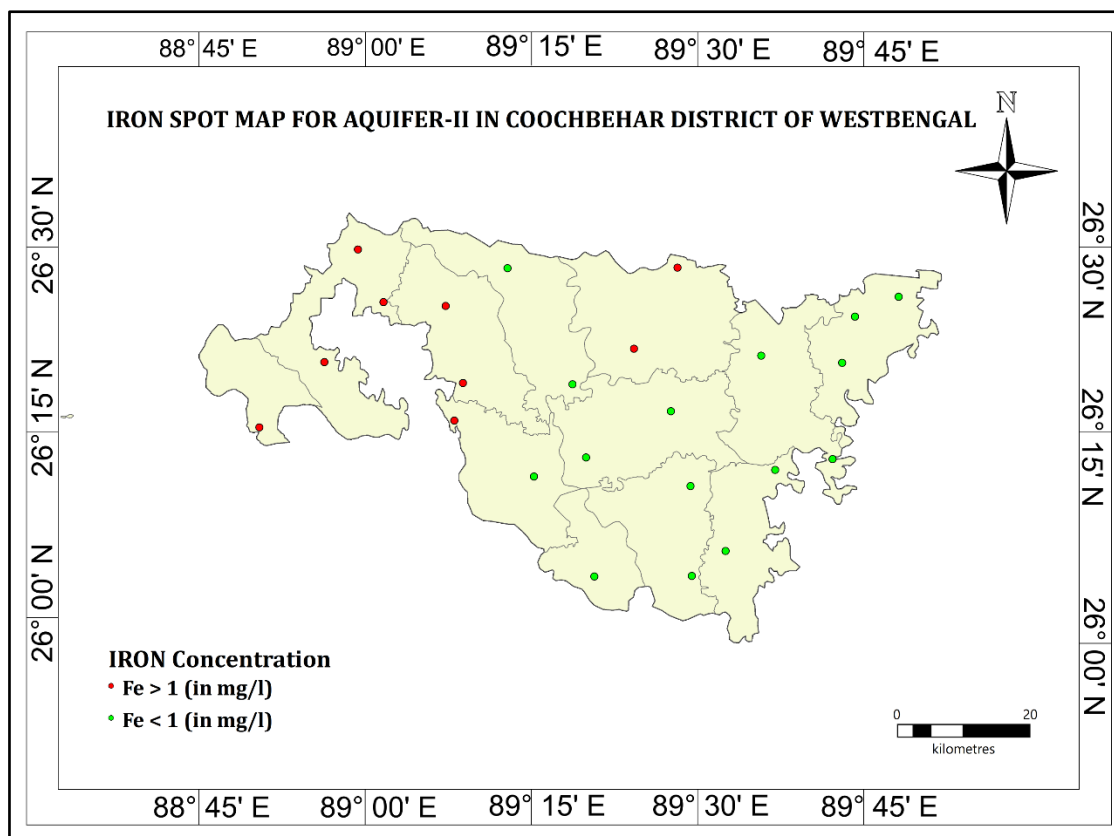 88° 45' E 89° 00' E 89° 15' E 89° 30' E 89° 45' E
IRON SPOT MAP FOR AQUIFER-II IN COOCHBEHAR DISTRICT OF WESTBENGAL
N
26° 30' N
26° 15' N
26° 00' N
26° 30' N
26° 15' N
26° 00' N
IRON Concentration
Fe > 1 (in mg/l)
Fe < 1 (in mg/l)
0 20
kilometres
88° 45' E 89° 00' E 89° 15' E 89° 30' E 89° 45' E